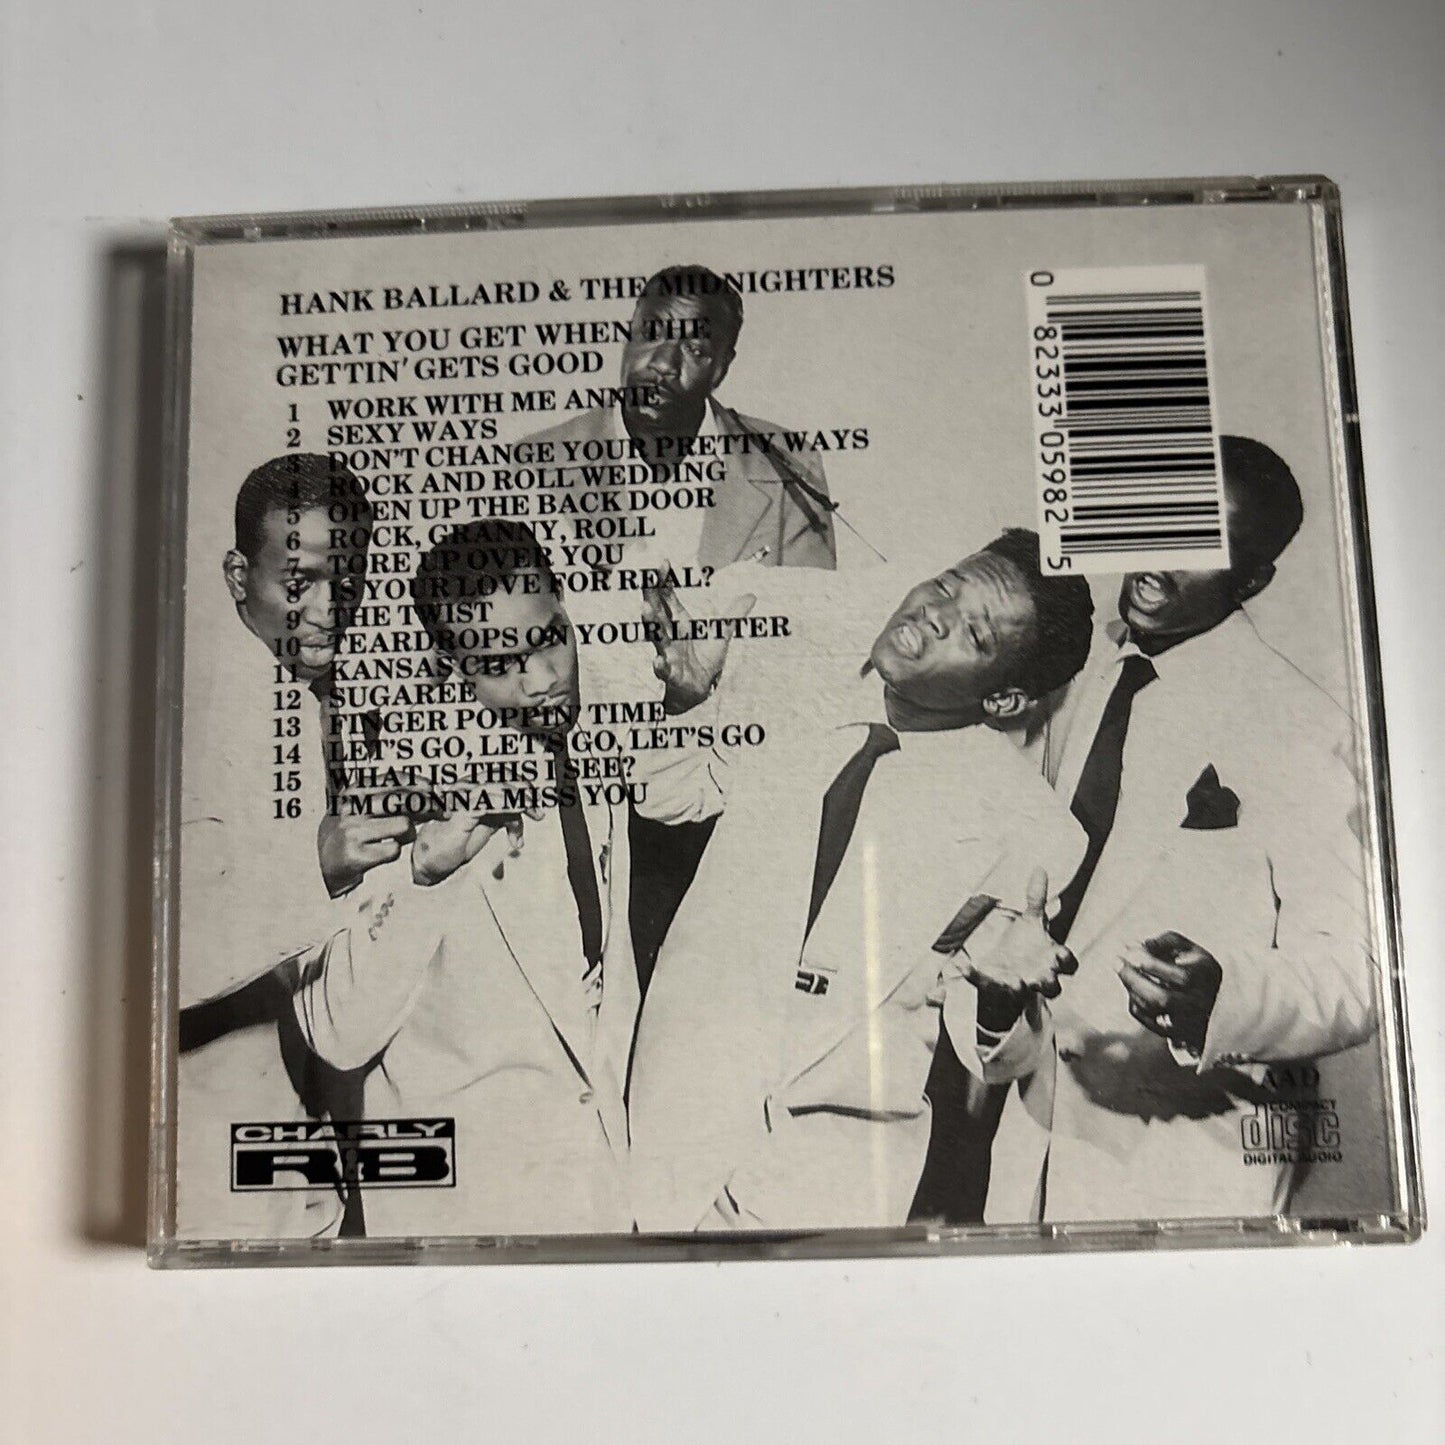 HANK BALLARD & THE MIDNIGHTERS
WHAT YOU GET WHEN THE
GETTIN' GETS GOOD
1 WORK WITH ME ANNIE
2 SEXY WAYS
3 DON'T CHANGE YOUR PRETTY WAYS
4 ROCK AND ROLL WEDDING
5 OPEN UP THE BACK DOOR
6 ROCK, GRANNY, ROLL
7 TORE UP OVER YOU
8 IS YOUR LOVE FOR REAL?
9 THE TWIST
10 TEARDROPS ON YOUR LETTER
11 KANSAS CITY
12 SUGAREE
13 FINGER POPPIN' TIME
14 LET'S GO, LET'S GO, LET'S GO
15 WHAT IS THIS I SEE?
16 I'M GONNA MISS YOU
0 82333 05982 5
CHARLY
R&B
AAD
COMPACT
disc
DIGITAL AUDIO